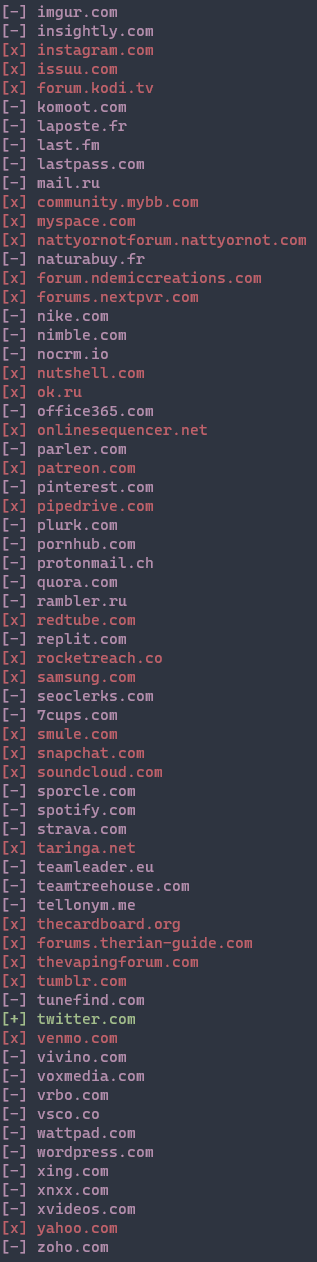 [-] imgur.com
[-] insightly.com
[x] instagram.com
[x] issuu.com
[x] forum.kodi.tv
[-] komoot.com
[-] laposte.fr
[-] last.fm
[-] lastpass.com
[-] mail.ru
[x] community.mybb.com
[x] myspace.com
[x] nattyornotforum.nattyornot.com
[-] naturabuy.fr
[x] forum.ndemiccreations.com
[x] forums.nextpvr.com
[-] nike.com
[-] nimble.com
[-] nocrm.io
[x] nutshell.com
[x] ok.ru
[-] office365.com
[x] onlinesequencer.net
[-] parler.com
[x] patreon.com
[-] pinterest.com
[x] pipedrive.com
[-] plurk.com
[-] pornhub.com
[-] protonmail.ch
[-] quora.com
[-] rambler.ru
[x] redtube.com
[-] replit.com
[x] rocketreach.co
[x] samsung.com
[-] seoclerks.com
[-] 7cups.com
[x] smule.com
[x] snapchat.com
[x] soundcloud.com
[-] sporcle.com
[-] spotify.com
[-] strava.com
[x] taringa.net
[-] teamleader.eu
[-] teamtreehouse.com
[-] tellonym.me
[x] thecardboard.org
[x] forums.therian-guide.com
[x] thevapingforum.com
[x] tumblr.com
[-] tunefind.com
[+] twitter.com
[x] venmo.com
[-] vivino.com
[-] voxmedia.com
[-] vrbo.com
[-] vsco.co
[-] wattpad.com
[-] wordpress.com
[-] xing.com
[-] xnxx.com
[-] xvideos.com
[x] yahoo.com
[-] zoho.com